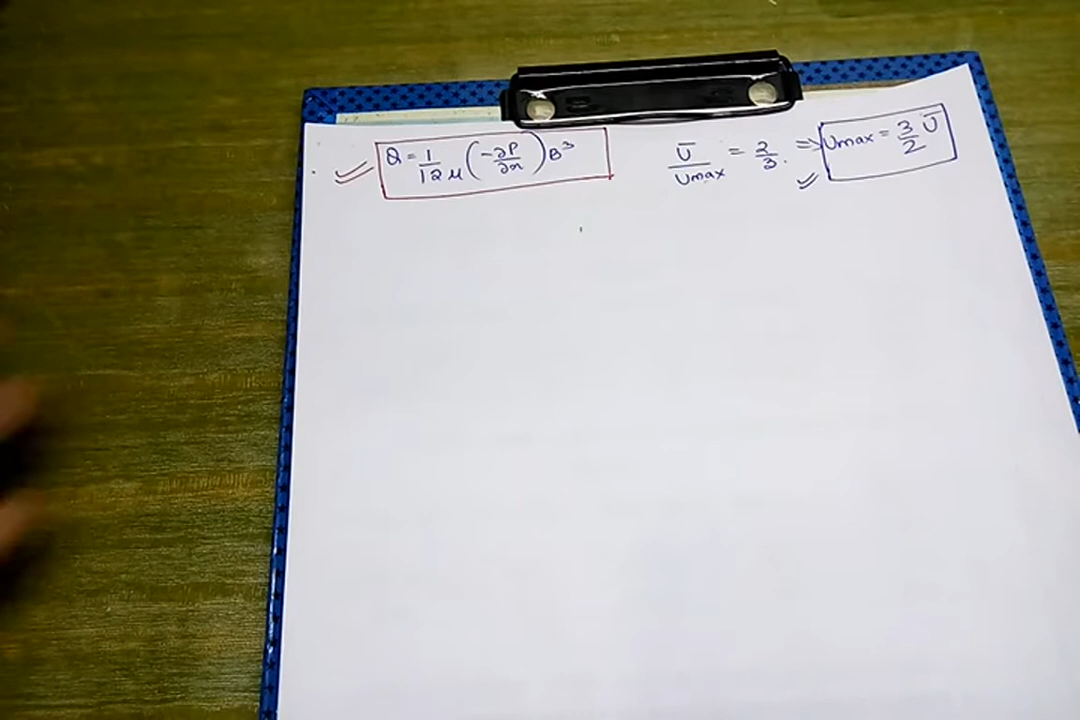 Q = 1/12μ (-∂P/∂x) B³
Ū/Umax = 2/3. ⇒ Umax = 3/2 Ū